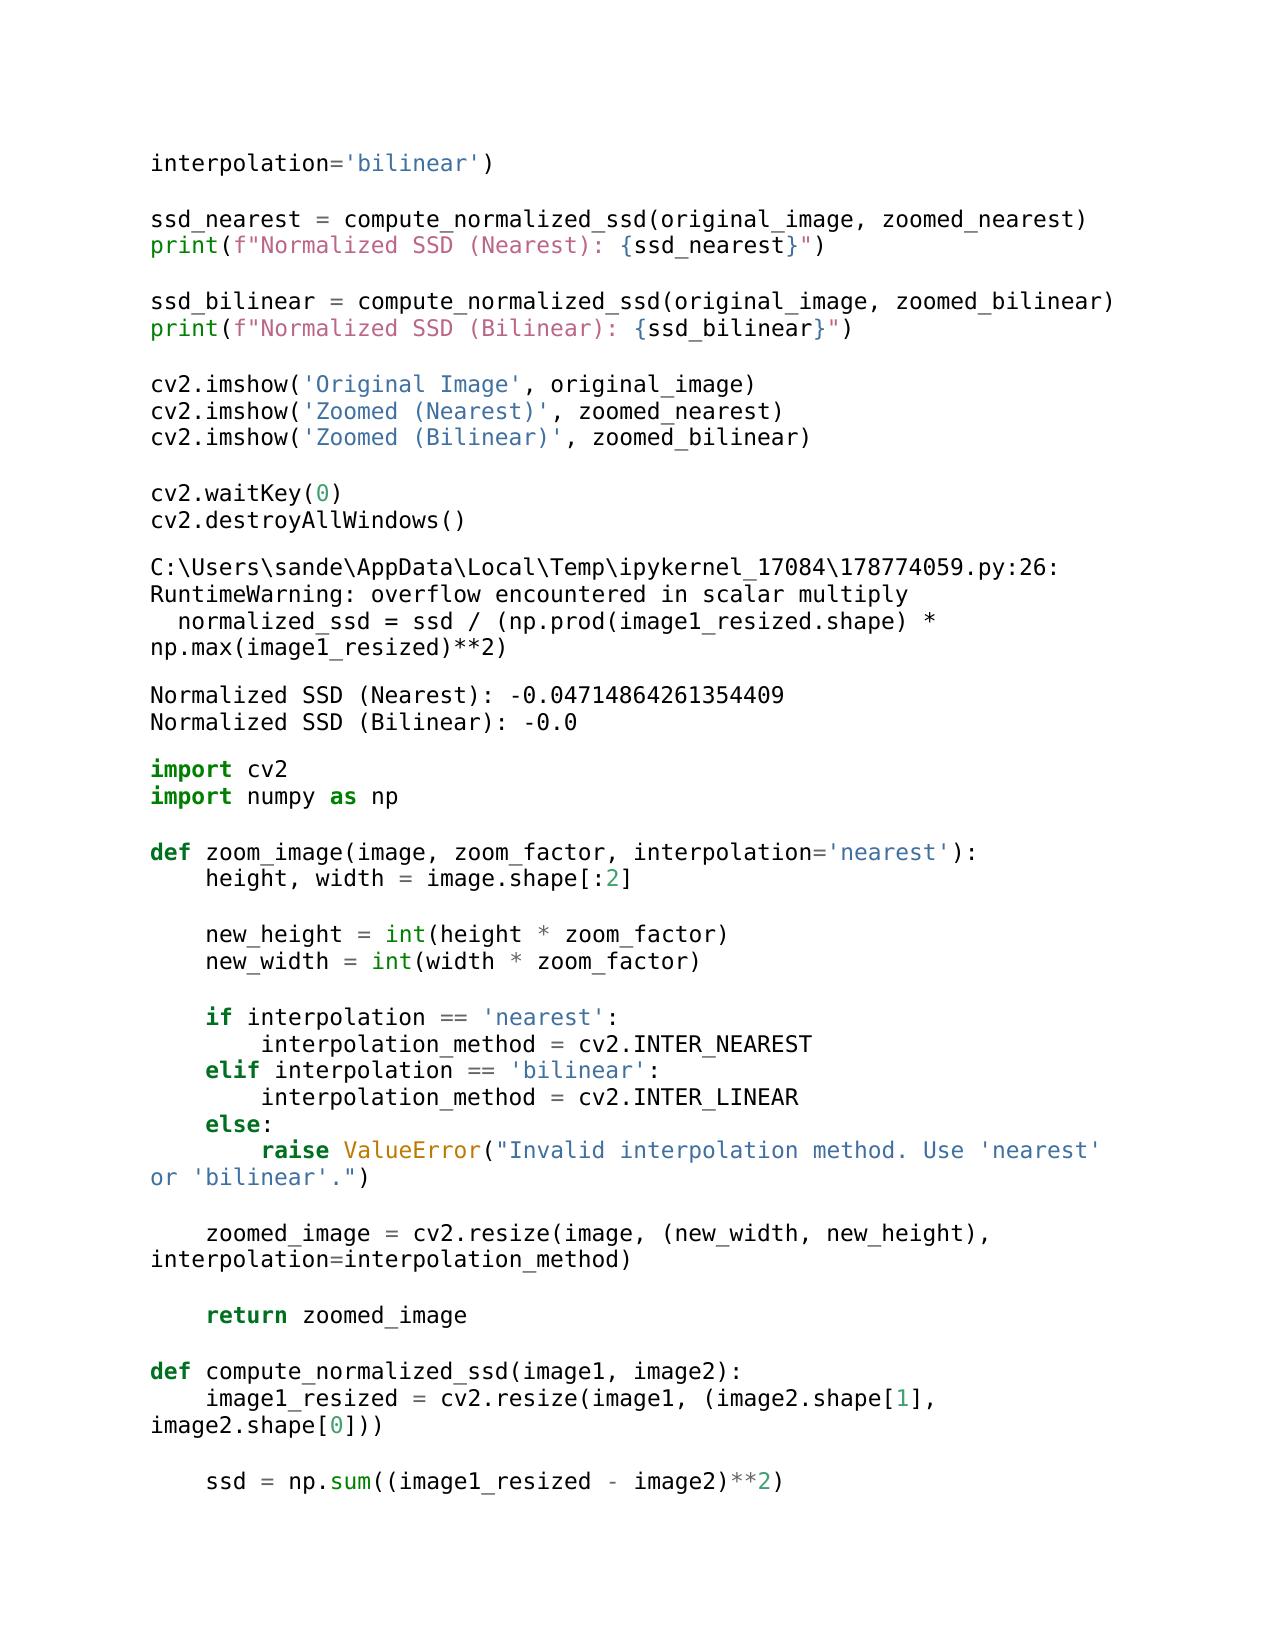 interpolation='bilinear')
ssd_nearest = compute_normalized_ssd(original_image, zoomed_nearest)
print(f"Normalized SSD (Nearest): {ssd_nearest}")
ssd_bilinear = compute_normalized_ssd(original_image, zoomed_bilinear)
print(f"Normalized SSD (Bilinear): {ssd_bilinear}")
cv2.imshow('Original Image', original_image)
cv2.imshow('Zoomed (Nearest)', zoomed_nearest)
cv2.imshow('Zoomed (Bilinear)', zoomed_bilinear)
cv2.waitKey(0)
cv2.destroyAllWindows()
C:\Users\sande\AppData\Local\Temp\ipykernel_17084\178774059.py:26:
RuntimeWarning: overflow encountered in scalar multiply
  normalized_ssd = ssd / (np.prod(image1_resized.shape) *
np.max(image1_resized)**2)
Normalized SSD (Nearest): -0.04714864261354409
Normalized SSD (Bilinear): -0.0
import cv2
import numpy as np
def zoom_image(image, zoom_factor, interpolation='nearest'):
    height, width = image.shape[:2]
    new_height = int(height * zoom_factor)
    new_width = int(width * zoom_factor)
    if interpolation == 'nearest':
        interpolation_method = cv2.INTER_NEAREST
    elif interpolation == 'bilinear':
        interpolation_method = cv2.INTER_LINEAR
    else:
        raise ValueError("Invalid interpolation method. Use 'nearest'
or 'bilinear'.")
    zoomed_image = cv2.resize(image, (new_width, new_height),
interpolation=interpolation_method)
    return zoomed_image
def compute_normalized_ssd(image1, image2):
    image1_resized = cv2.resize(image1, (image2.shape[1],
image2.shape[0]))
    ssd = np.sum((image1_resized - image2)**2)